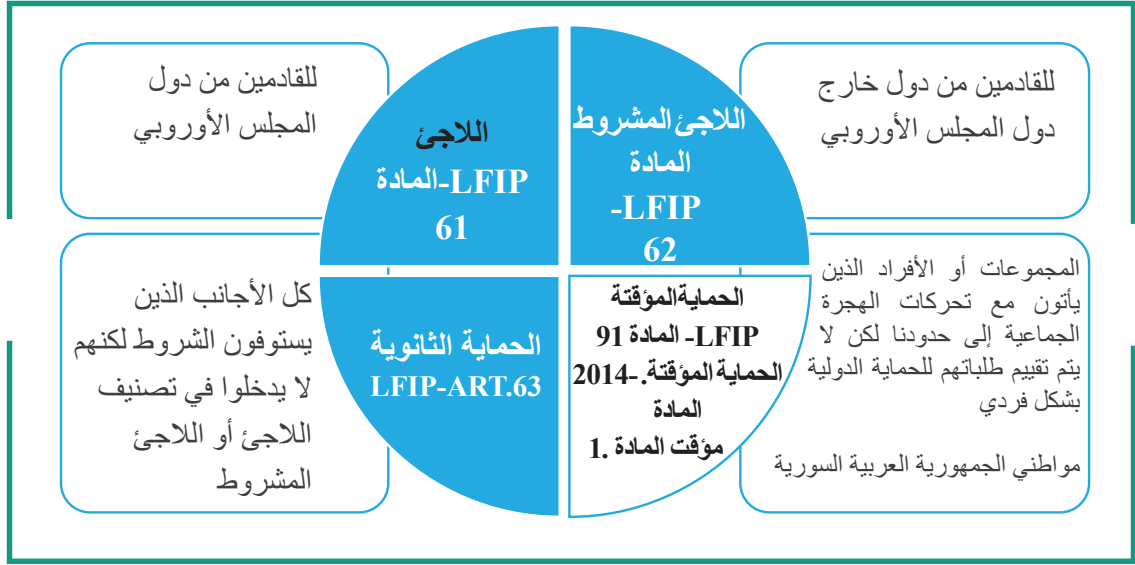 للقادمين من دول خارج
دول المجلس الأوروبي
اللاجئ المشروط
المادة
LFIP-
62
اللاجئ
LFIP-المادة
61
للقادمين من دول
المجلس الأوروبي
المجموعات أو الأفراد الذين
يأتون مع تحركات الهجرة
الجماعية إلى حدودنا لكن لا
يتم تقييم طلباتهم للحماية الدولية
بشكل فردي
مواطني الجمهورية العربية السورية
الحمايةالمؤقتة
LFIP- المادة 91
الحماية المؤقتة.-2014
المادة
مؤقت المادة .1
الحماية الثانوية
LFIP-ART.63
كل الأجانب الذين
يستوفون الشروط لكنهم
لا يدخلوا في تصنيف
اللاجئ أو اللاجئ
المشروط